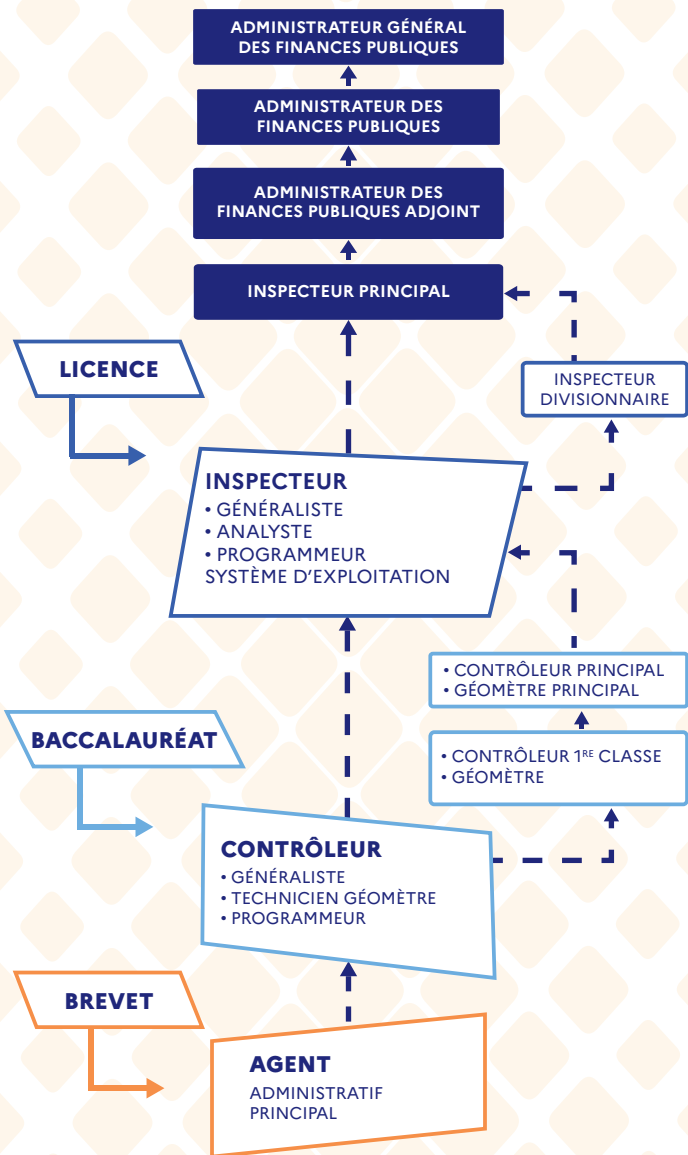 ADMINISTRATEUR GÉNÉRAL
DES FINANCES PUBLIQUES
ADMINISTRATEUR DES
FINANCES PUBLIQUES
ADMINISTRATEUR DES
FINANCES PUBLIQUES ADJOINT
INSPECTEUR PRINCIPAL
LICENCE
INSPECTEUR
DIVISIONNAIRE
INSPECTEUR
• GÉNÉRALISTE
• ANALYSTE
• PROGRAMMEUR
SYSTÈME D'EXPLOITATION
• CONTRÔLEUR PRINCIPAL
• GÉOMÈTRE PRINCIPAL
BACCALAURÉAT
• CONTRÔLEUR 1RE CLASSE
• GÉOMÈTRE
CONTRÔLEUR
• GÉNÉRALISTE
• TECHNICIEN GÉOMÈTRE
• PROGRAMMEUR
BREVET
AGENT
ADMINISTRATIF
PRINCIPAL